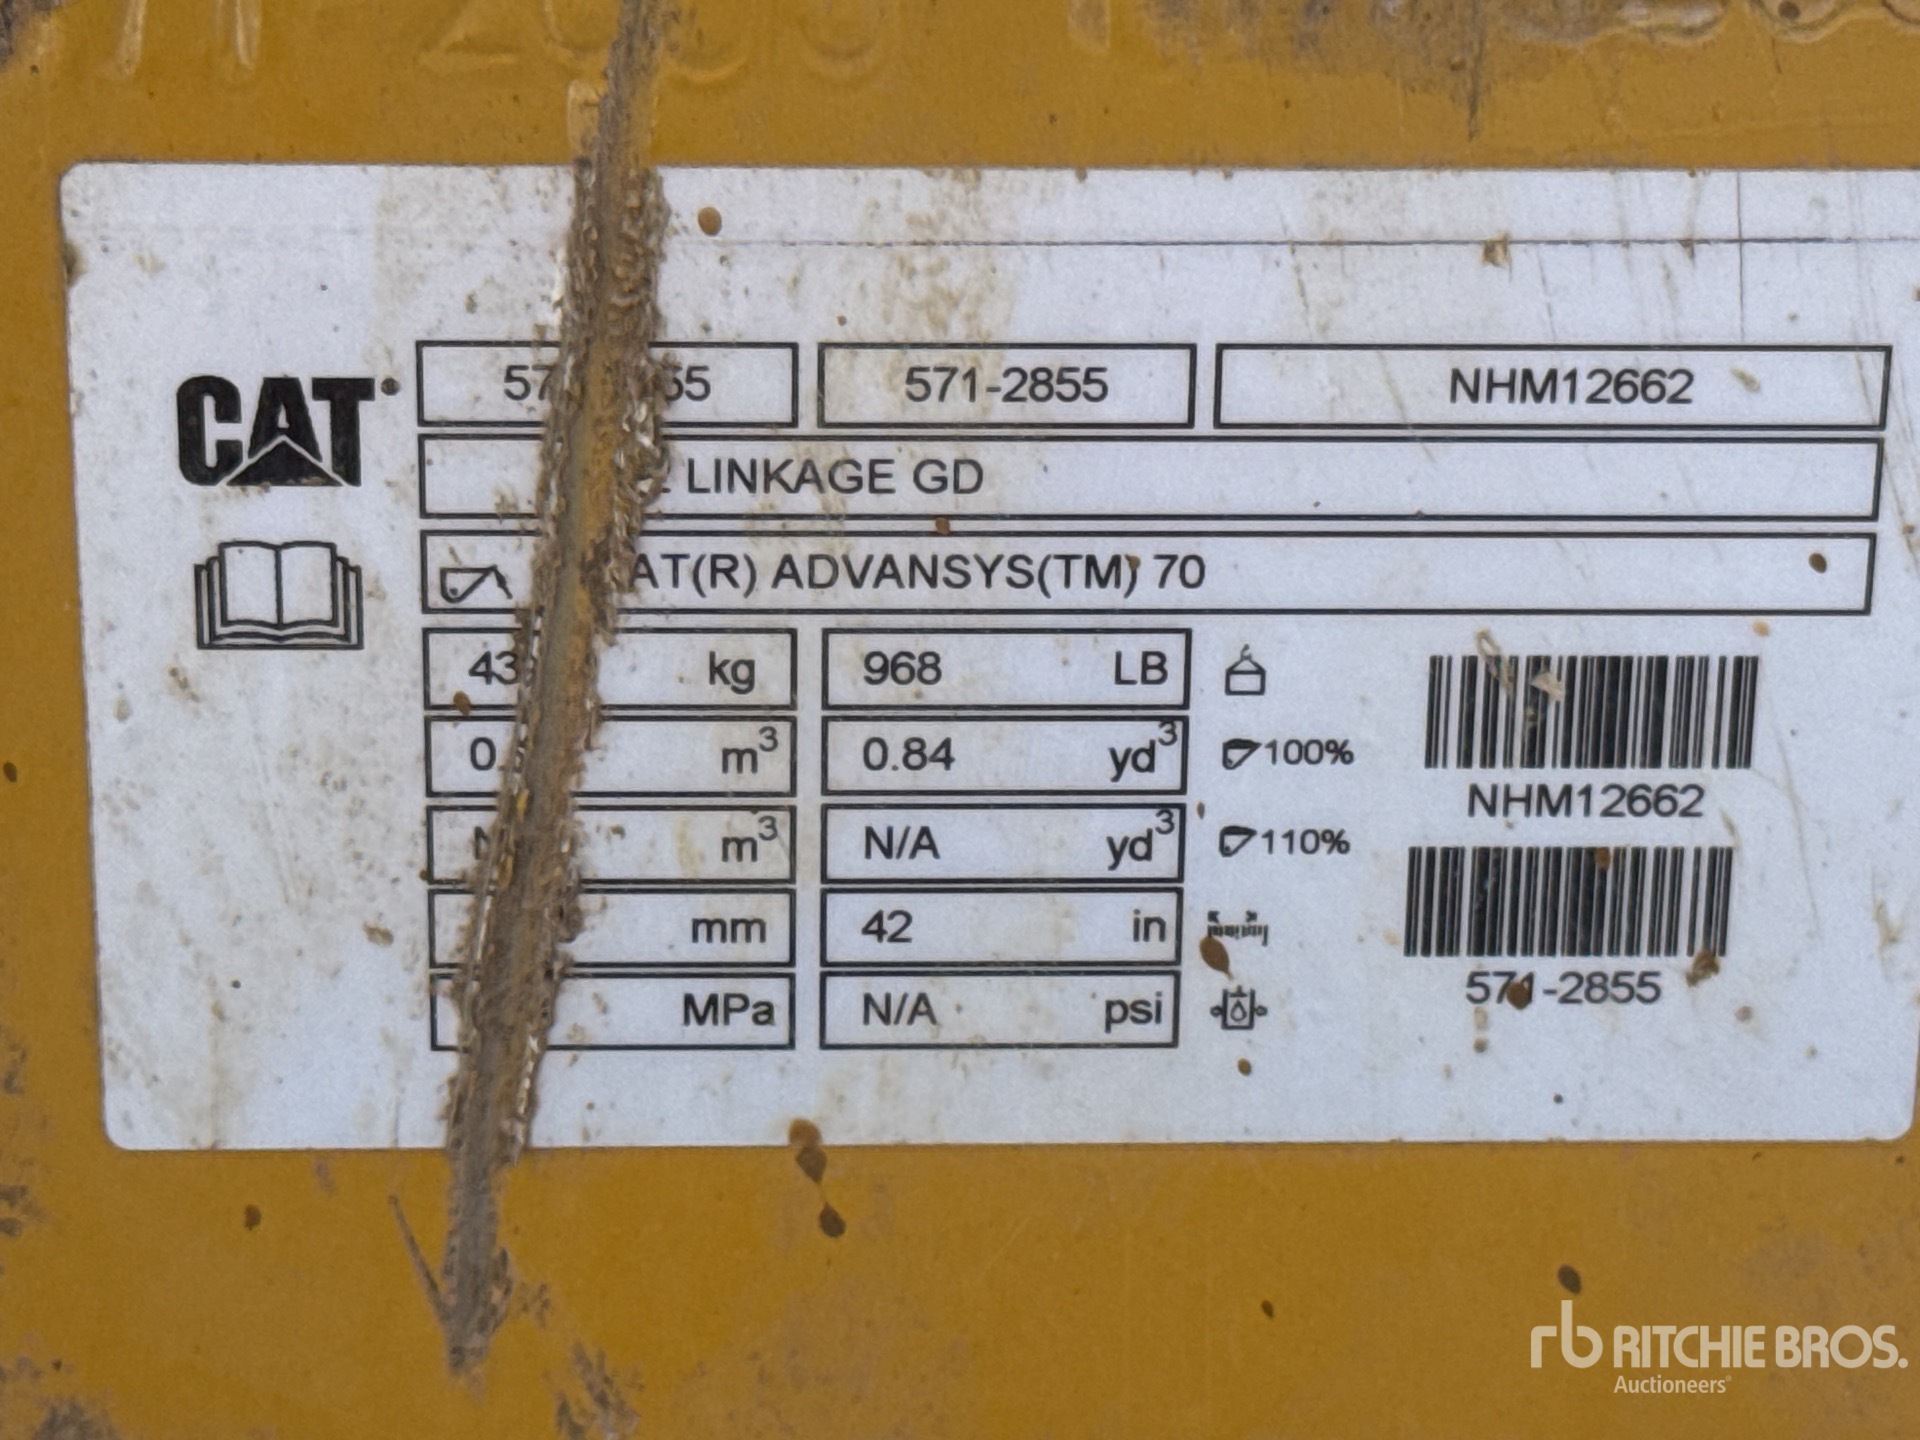 CAT 571-2855 NHM12662
LINKAGE GD
ADVANSYS(TM) 70
kg 968 LB
m³ 0.84 yd³ 100%
m³ N/A yd³ 110%
mm 42 in
MPa N/A psi
NHM12662
571-2855
rb RITCHIE BROS.
Auctioneers